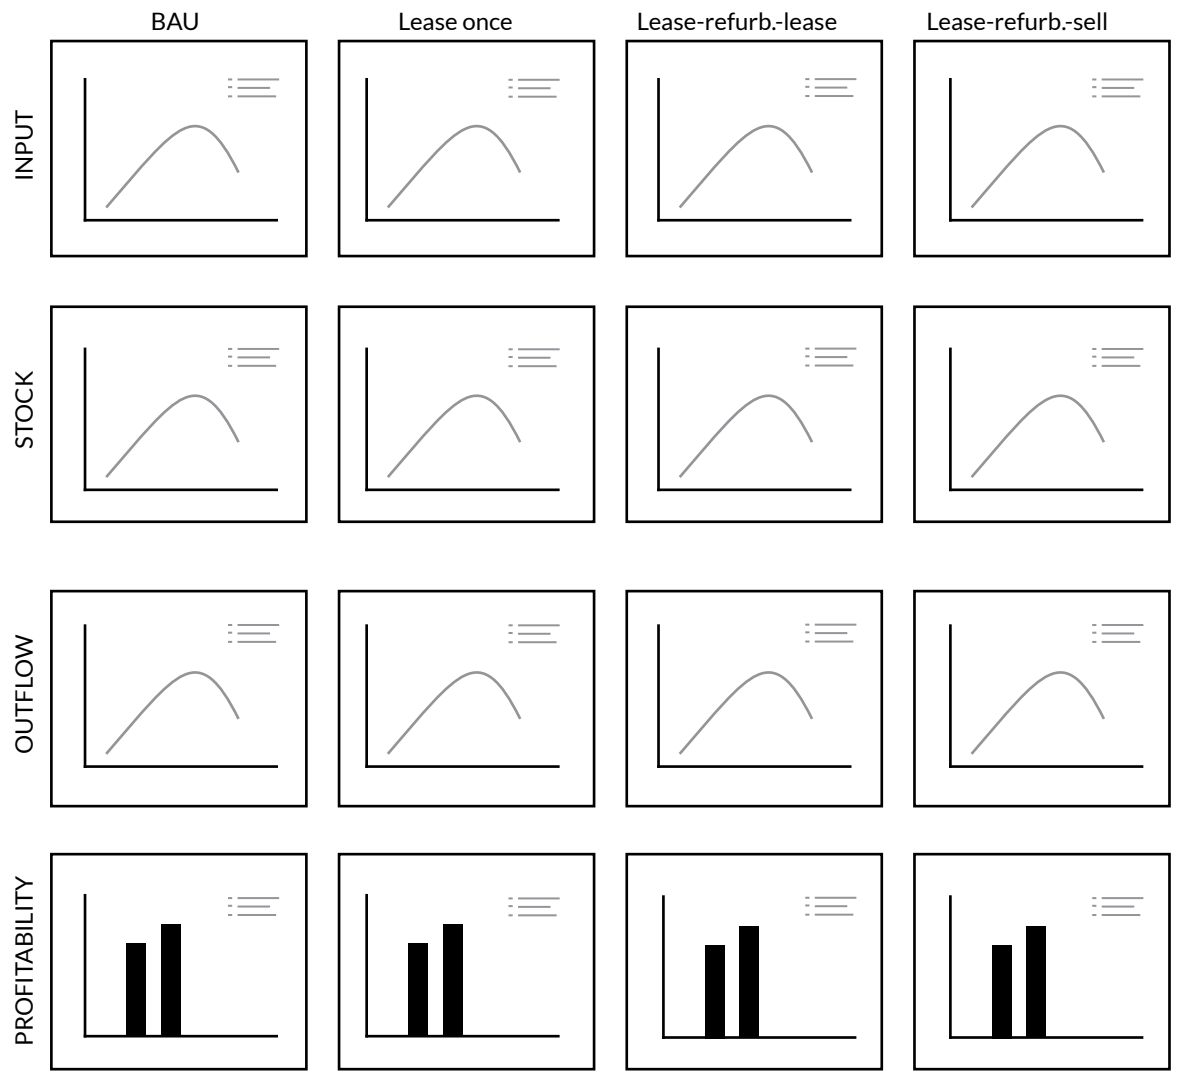 BAU
Lease once
Lease-refurb.-lease
Lease-refurb.-sell
INPUT
STOCK
OUTFLOW
PROFITABILITY